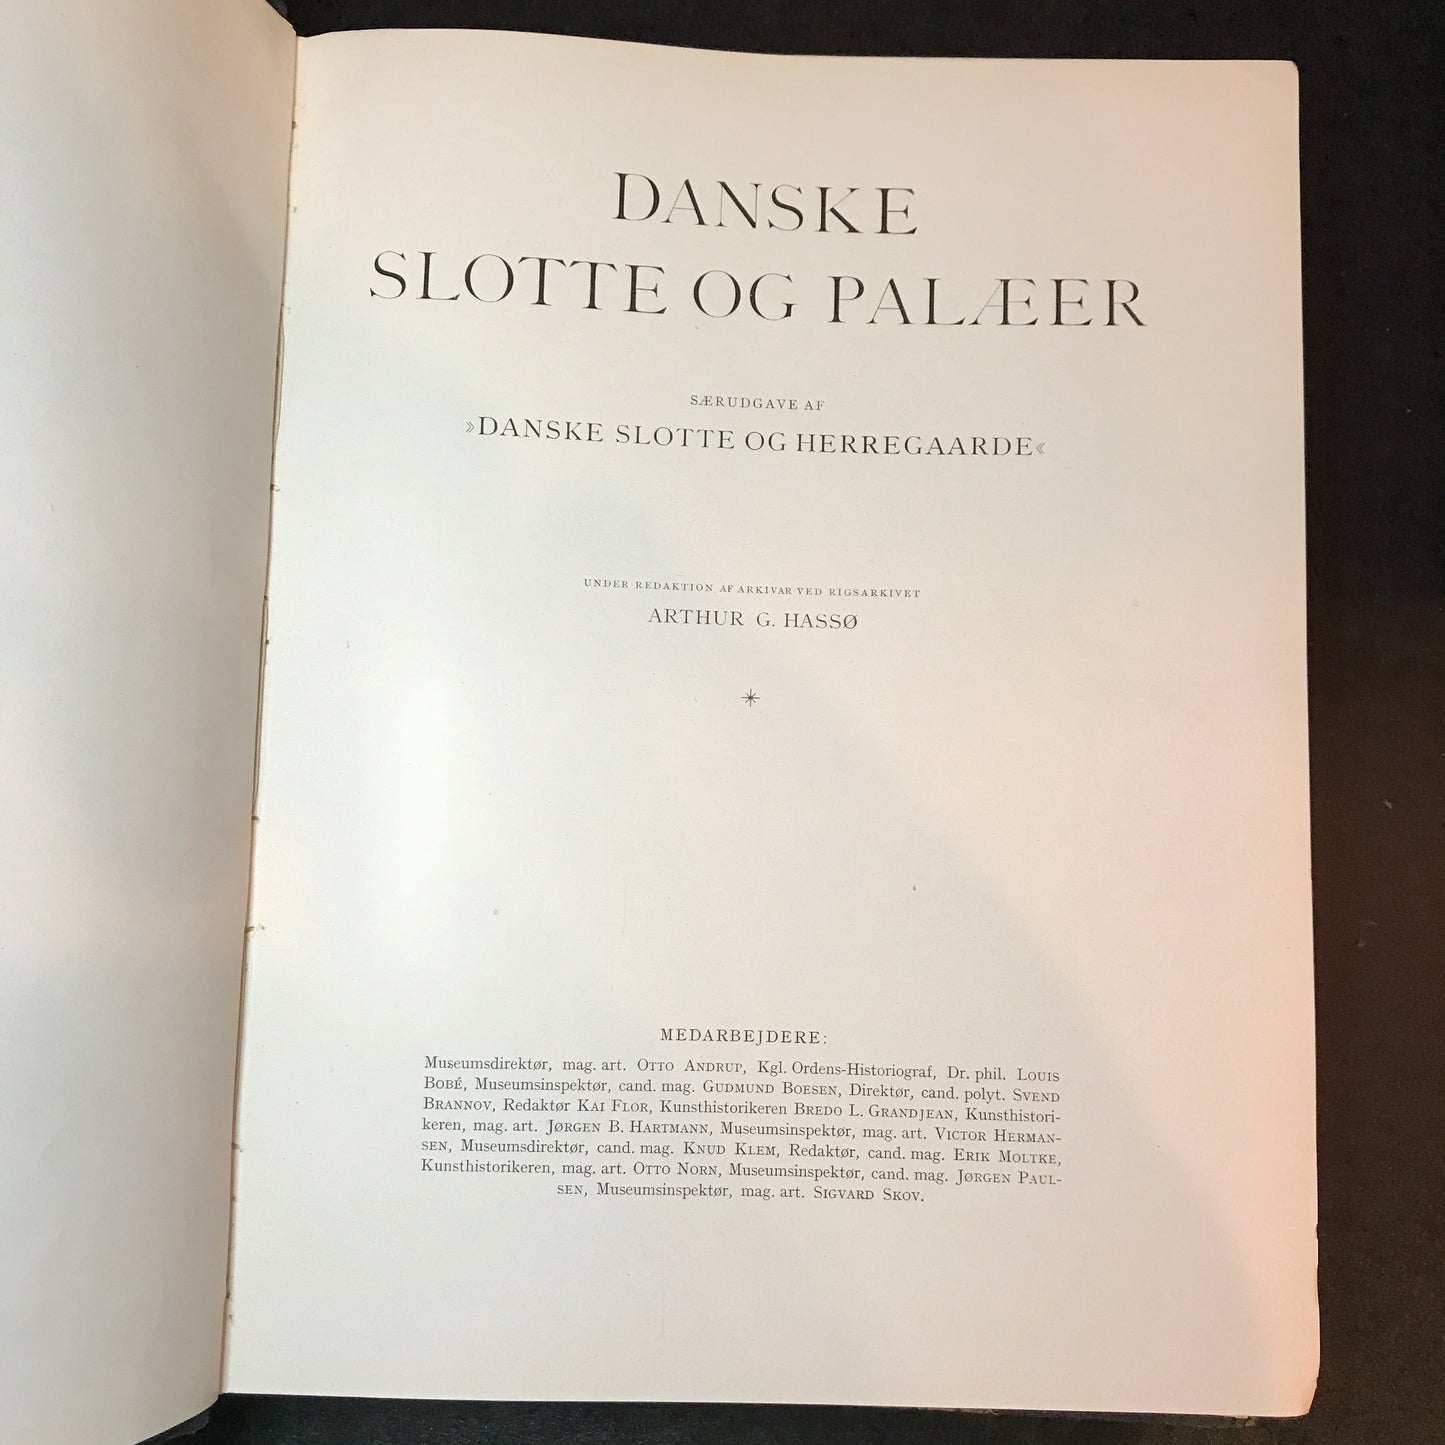 DANSKE
SLOTTE OG PALÆER
SÆRUDGAVE AF
»DANSKE SLOTTE OG HERREGAARDE«
UNDER REDAKTION AF ARKIVAR VED RIGSARKIVET
ARTHUR G. HASSØ
MEDARBEJDERE:
Museumsdirektør, mag. art. OTTO ANDRUP, Kgl. Ordens-Historiograf, Dr. phil. LOUIS
BOBÉ, Museumsinspektør, cand. mag. GUDMUND BOESEN, Direktør, cand. polyt. SVEND
BRANNOV, Redaktør KAI FLOR, Kunsthistorikeren BREDO L. GRANDJEAN, Kunsthistori-
keren, mag. art. JØRGEN B. HARTMANN, Museumsinspektør, mag. art. VICTOR HERMAN-
SEN, Museumsdirektør, cand. mag. KNUD KLEM, Redaktør, cand. mag. ERIK MOLTKE,
Kunsthistorikeren, mag. art. OTTO NORN, Museumsinspektør, cand. mag. JØRGEN PAUL-
SEN, Museumsinspektør, mag. art. SIGVARD SKOV.